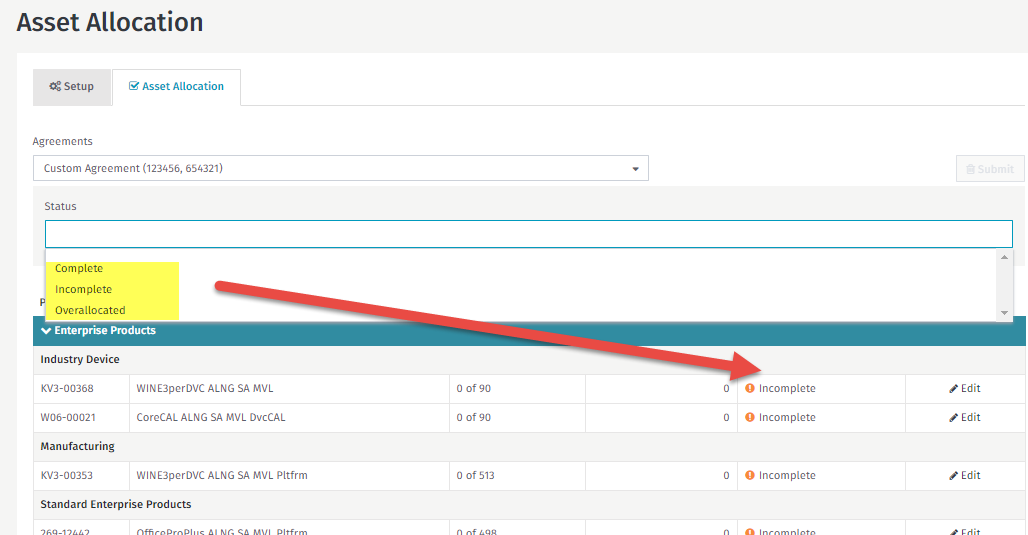 Asset Allocation
Setup
Asset Allocation
Agreements
Custom Agreement (123456, 654321)
Submit
Status
Complete
Incomplete
Overallocated
Enterprise Products
Industry Device
KV3-00368 WINE3perDVC ALNG SA MVL 0 of 90 0 Incomplete Edit
W06-00021 CoreCAL ALNG SA MVL DvcCAL 0 of 90 0 Incomplete Edit
Manufacturing
KV3-00353 WINE3perDVC ALNG SA MVL Pltfrm 0 of 513 0 Incomplete Edit
Standard Enterprise Products
269-12442 OfficeProPlus ALNG SA MVL Pltfrm 0 of 498 0 Incomplete Edit